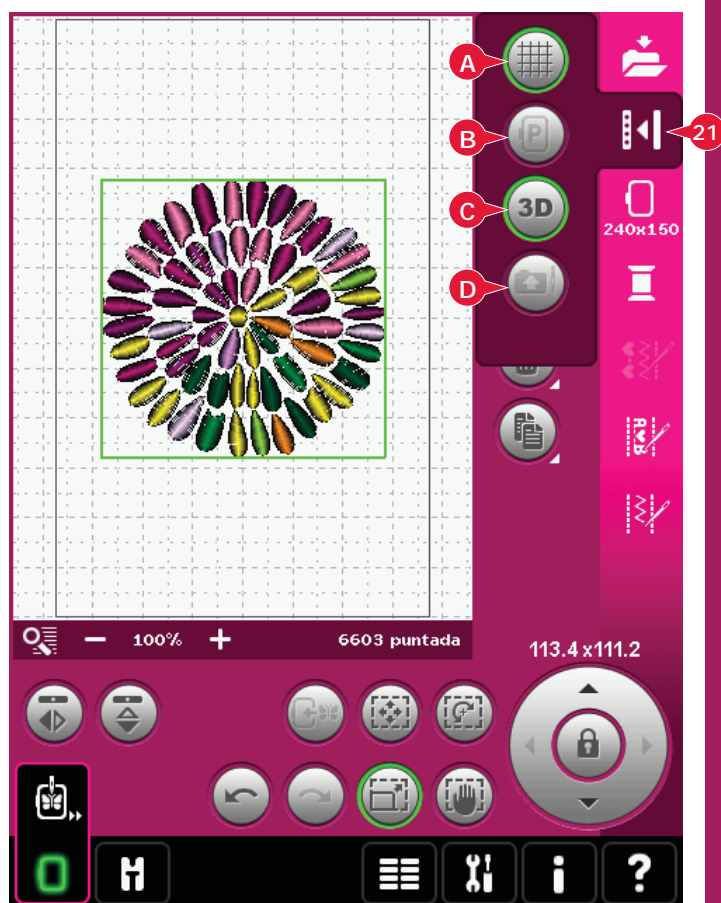 A
B
P
C
3D
D
21
240x150
A♥B
100%
6603 puntada
113.4 x111.2
i
?